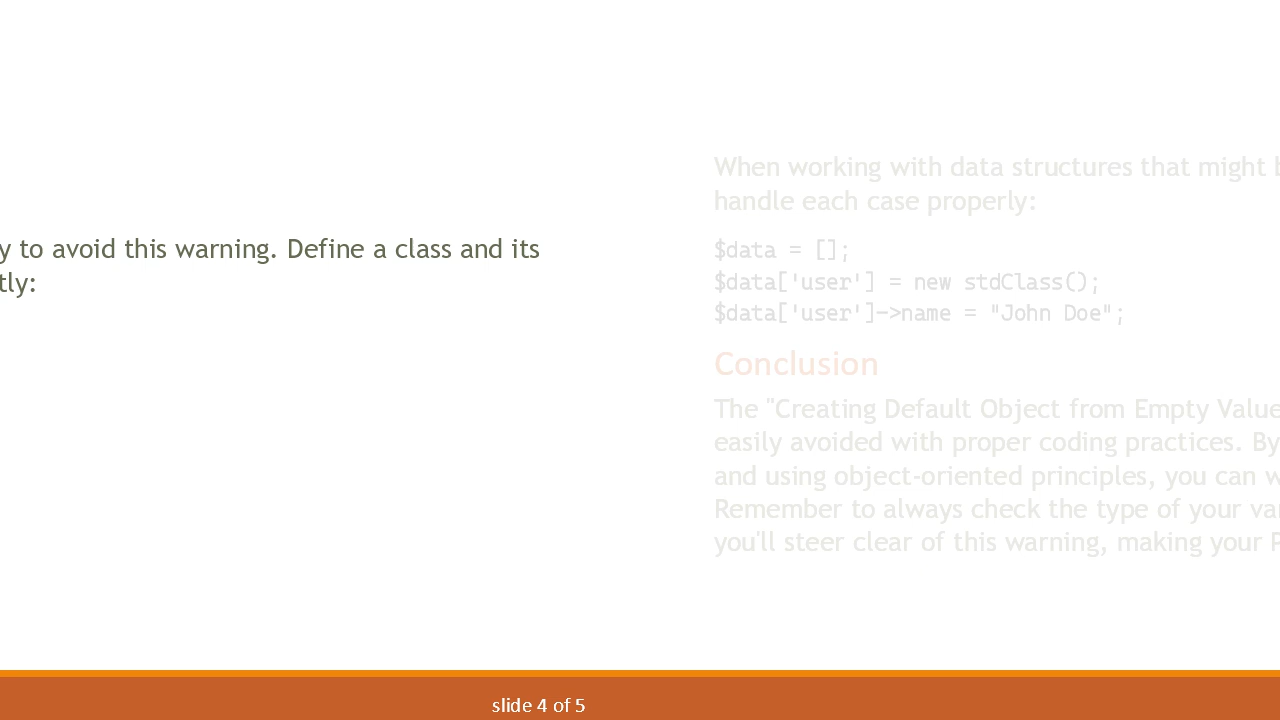 y to avoid this warning. Define a class and its
tly:
When working with data structures that might b
handle each case properly:
$data = [];
$data['user'] = new stdClass();
$data['user']->name = "John Doe";
Conclusion
The "Creating Default Object from Empty Value
easily avoided with proper coding practices. By
and using object-oriented principles, you can w
Remember to always check the type of your var
you'll steer clear of this warning, making your P
slide 4 of 5